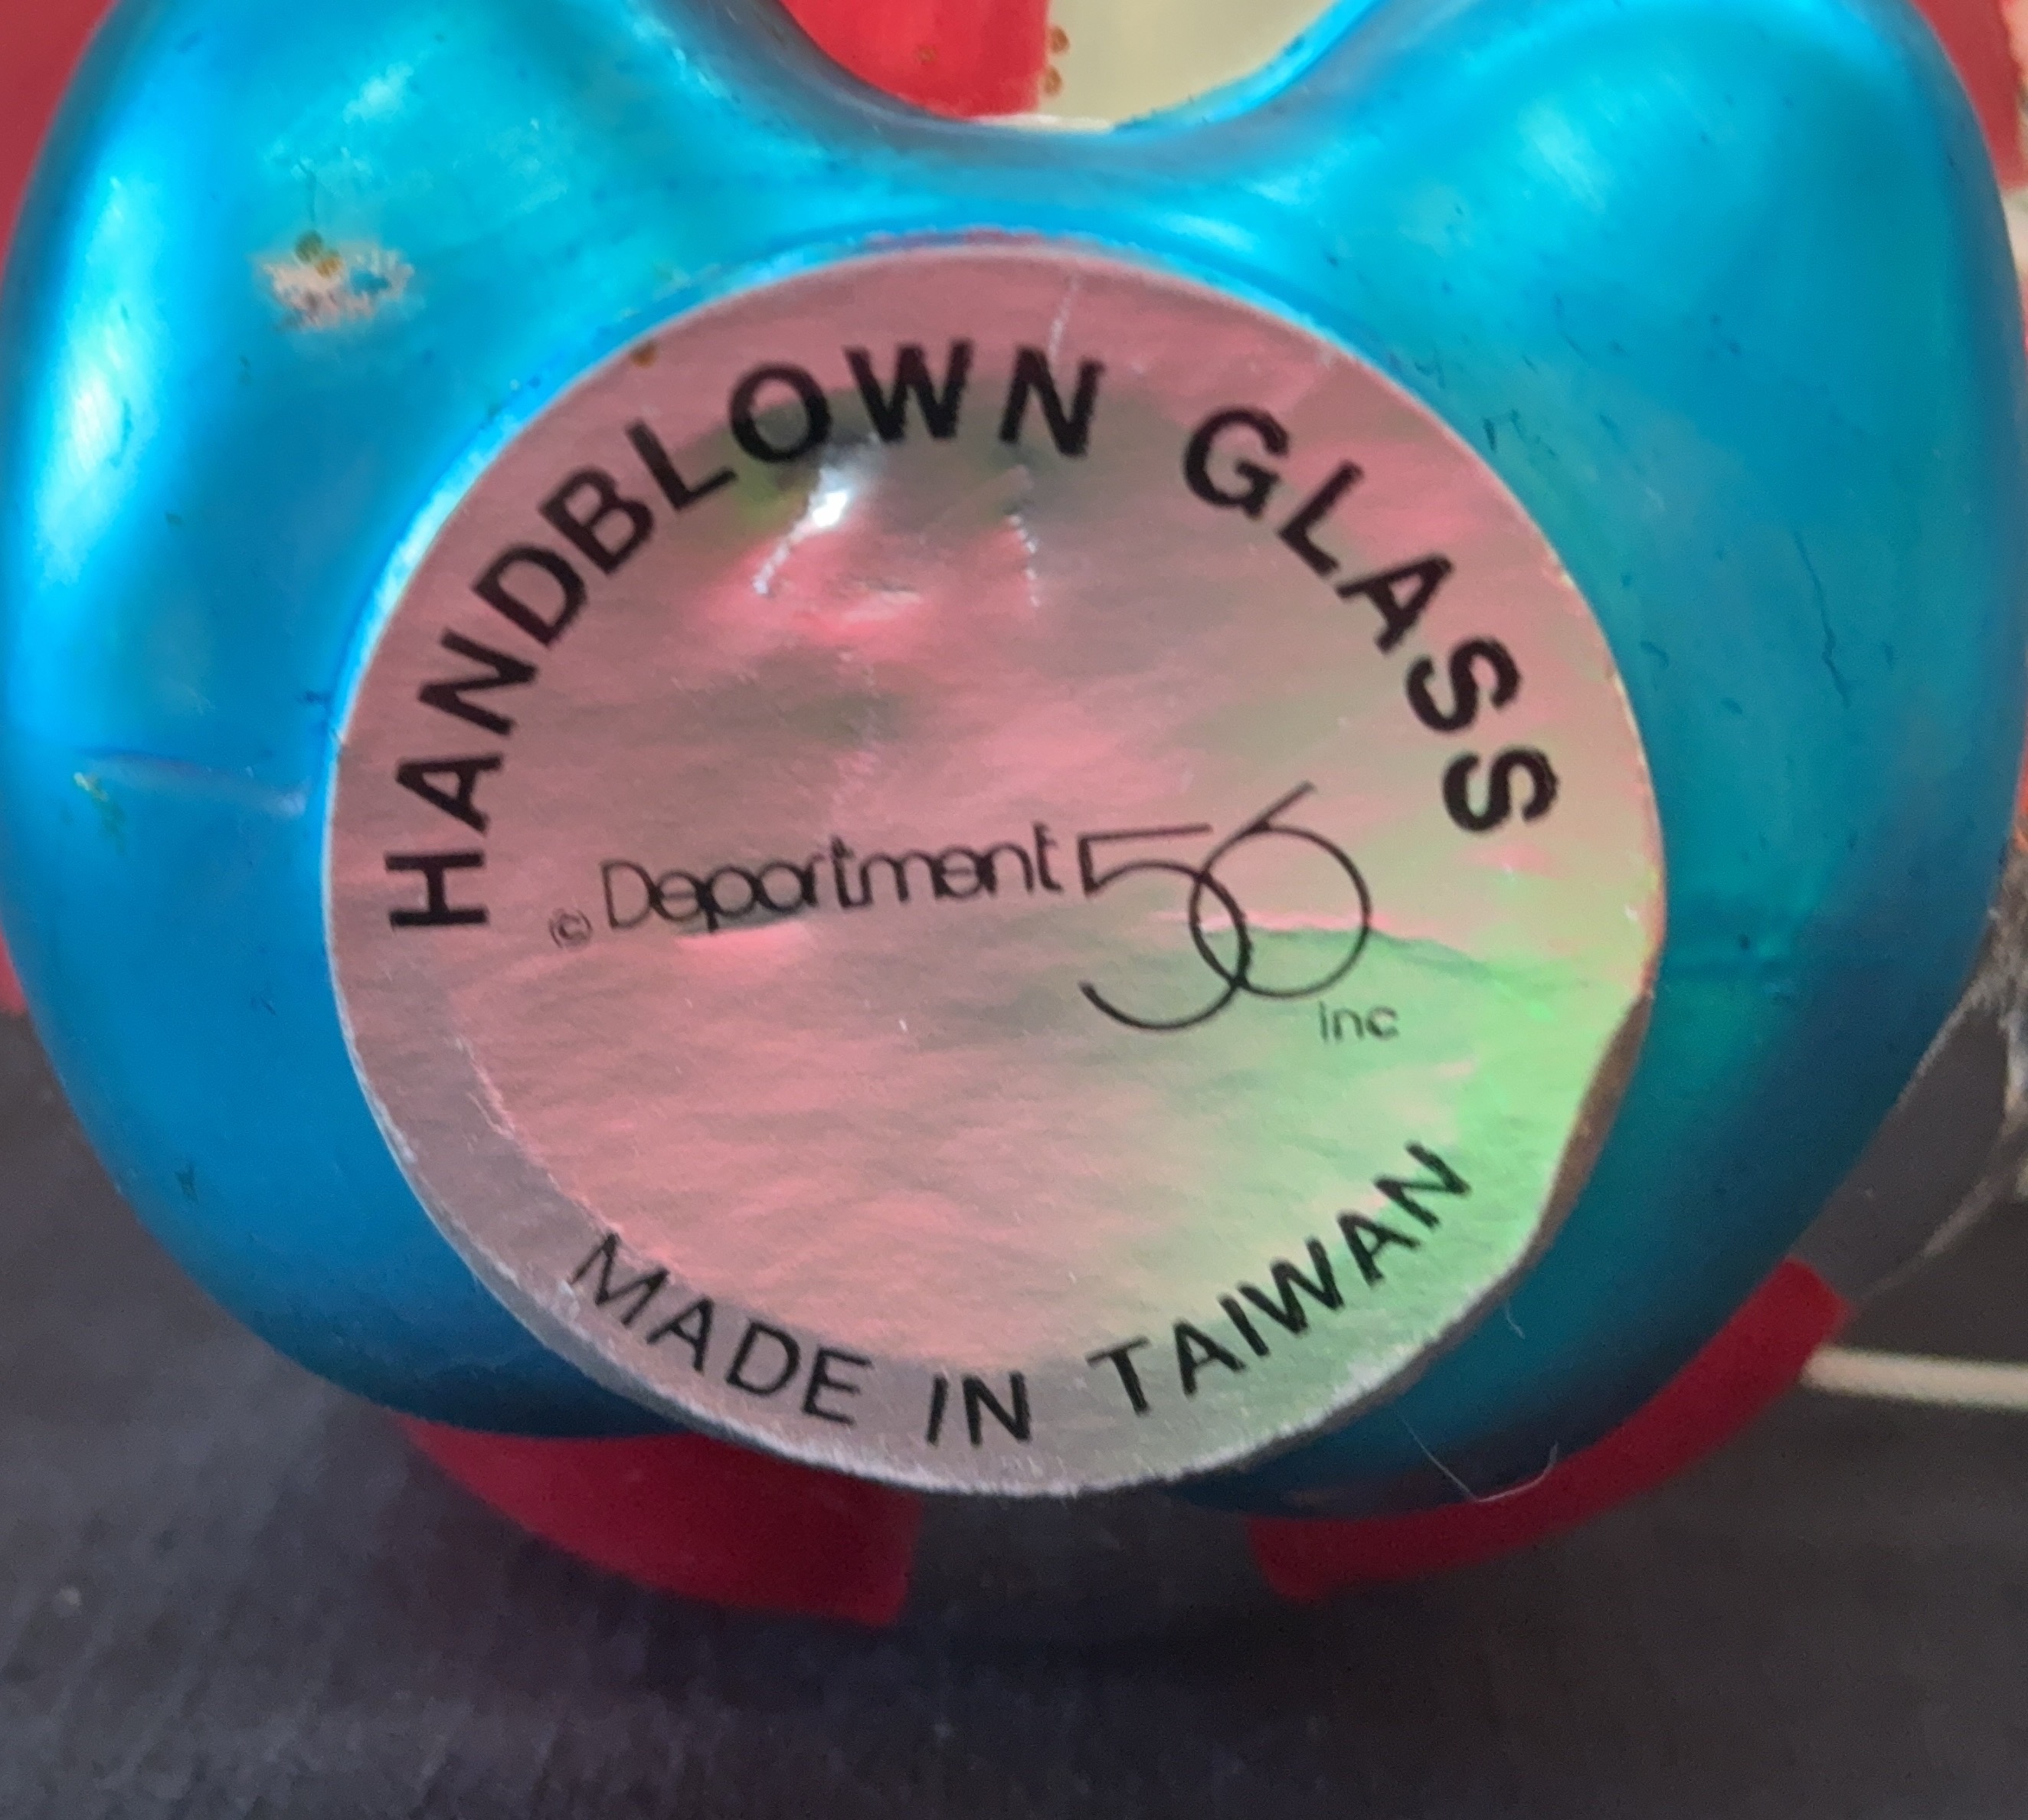 HANDBLOWN GLASS
© Department 56
inc
MADE IN TAIWAN